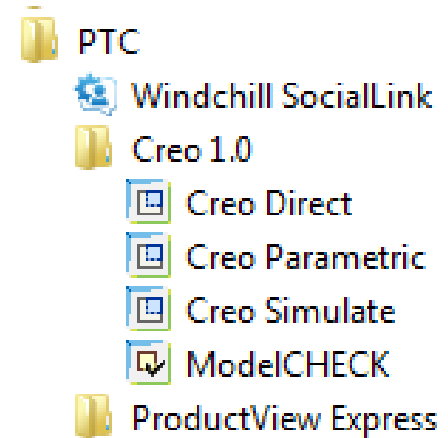 PTC
Windchill SocialLink
Creo 1.0
Creo Direct
Creo Parametric
Creo Simulate
ModelCHECK
ProductView Express